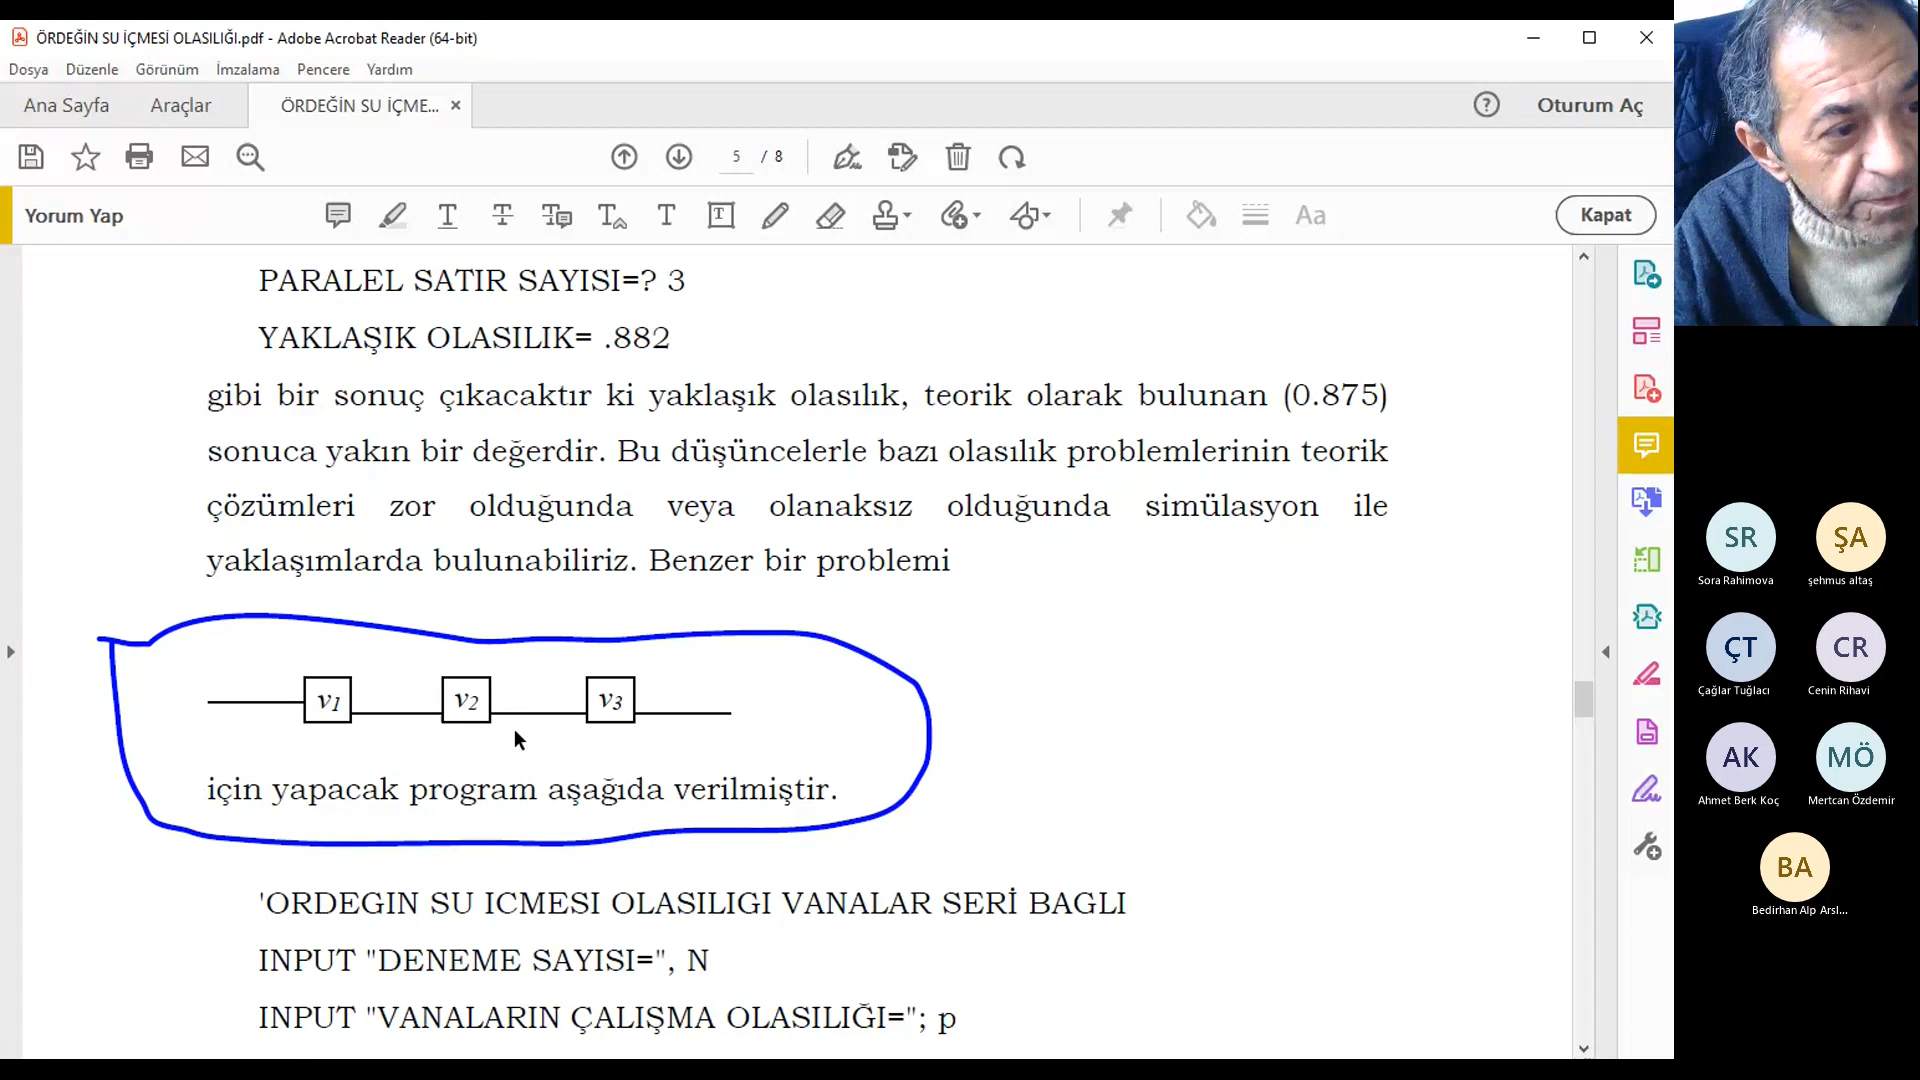 ÖRDEĞİN SU İÇMESİ OLASILIĞI.pdf - Adobe Acrobat Reader (64-bit)
Dosya Düzenle Görünüm İmzalama Pencere Yardım
Ana Sayfa Araçlar ÖRDEĞİN SU İÇME... × ? Oturum Aç
5 / 8
Yorum Yap Aa Kapat
PARALEL SATIR SAYISI=? 3
YAKLAŞIK OLASILIK= .882
gibi bir sonuç çıkacaktır ki yaklaşık olasılık, teorik olarak bulunan (0.875)
sonuca yakın bir değerdir. Bu düşüncelerle bazı olasılık problemlerinin teorik
çözümleri zor olduğunda veya olanaksız olduğunda simülasyon ile
yaklaşımlarda bulunabiliriz. Benzer bir problemi
v1 v2 v3
için yapacak program aşağıda verilmiştir.
'ORDEGIN SU ICMESI OLASILIGI VANALAR SERİ BAGLI
INPUT "DENEME SAYISI=", N
INPUT "VANALARIN ÇALIŞMA OLASILIĞI="; p
SR ŞA
Sora Rahimova şehmus altaş
ÇT CR
Çağlar Tuğlacı Cenin Rihavi
AK MÖ
Ahmet Berk Koç Mertcan Özdemir
BA
Bedirhan Alp Arsl...